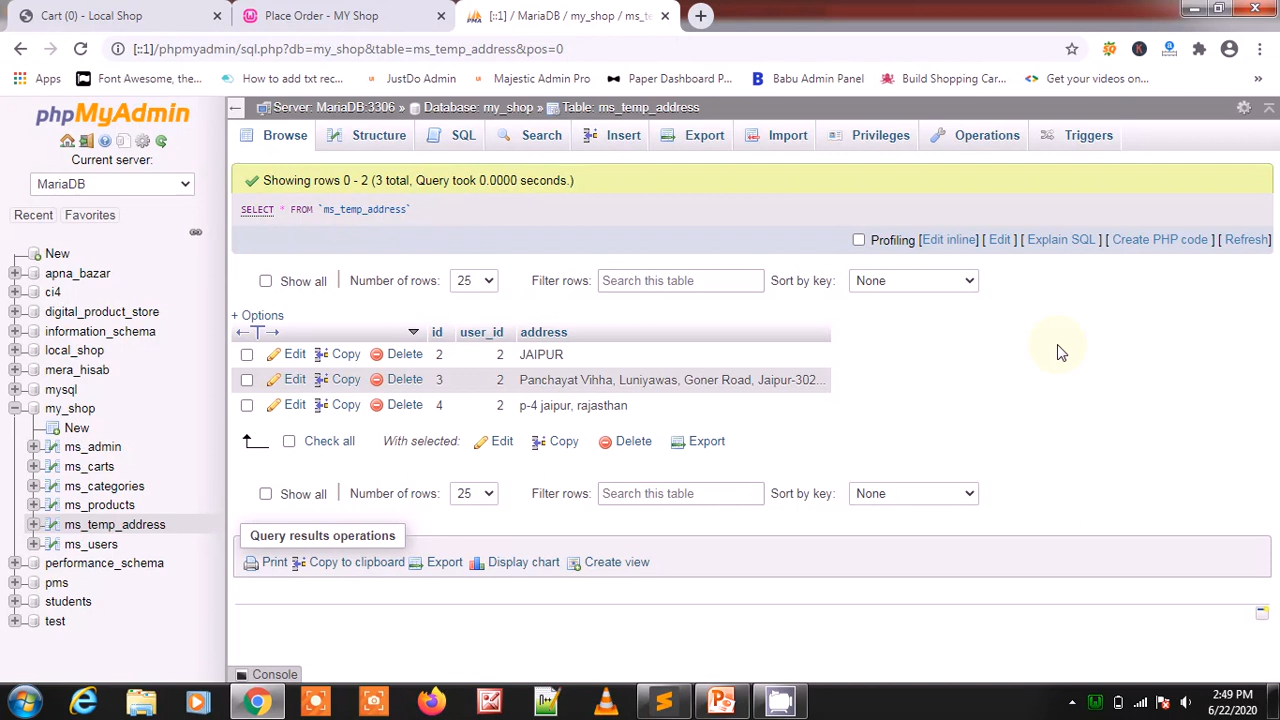 Cart (0) - Local Shop
Place Order - MY Shop
[::1] / MariaDB / my_shop / ms_te
[::1]/phpmyadmin/sql.php?db=my_shop&table=ms_temp_address&pos=0
Apps
Font Awesome, the...
How to add txt rec...
JustDo Admin
Majestic Admin Pro
Paper Dashboard P...
Babu Admin Panel
Build Shopping Car...
Get your videos on...
»
phpMyAdmin
Current server:
MariaDB
Recent
Favorites
New
apna_bazar
ci4
digital_product_store
information_schema
local_shop
mera_hisab
mysql
my_shop
New
ms_admin
ms_carts
ms_categories
ms_products
ms_temp_address
ms_users
performance_schema
pms
students
test
Server: MariaDB:3306 » Database: my_shop » Table: ms_temp_address
Browse
Structure
SQL
Search
Insert
Export
Import
Privileges
Operations
Triggers
Showing rows 0 - 2 (3 total, Query took 0.0000 seconds.)
SELECT * FROM `ms_temp_address`
Profiling [Edit inline] [ Edit ] [ Explain SQL ] [ Create PHP code ] [ Refresh]
Show all Number of rows: 25 Filter rows: Search this table Sort by key: None
+ Options
id user_id address
Edit Copy Delete 2 2 JAIPUR
Edit Copy Delete 3 2 Panchayat Vihha, Luniyawas, Goner Road, Jaipur-302...
Edit Copy Delete 4 2 p-4 jaipur, rajasthan
Check all With selected: Edit Copy Delete Export
Show all Number of rows: 25 Filter rows: Search this table Sort by key: None
Query results operations
Print Copy to clipboard Export Display chart Create view
Console
2:49 PM
6/22/2020